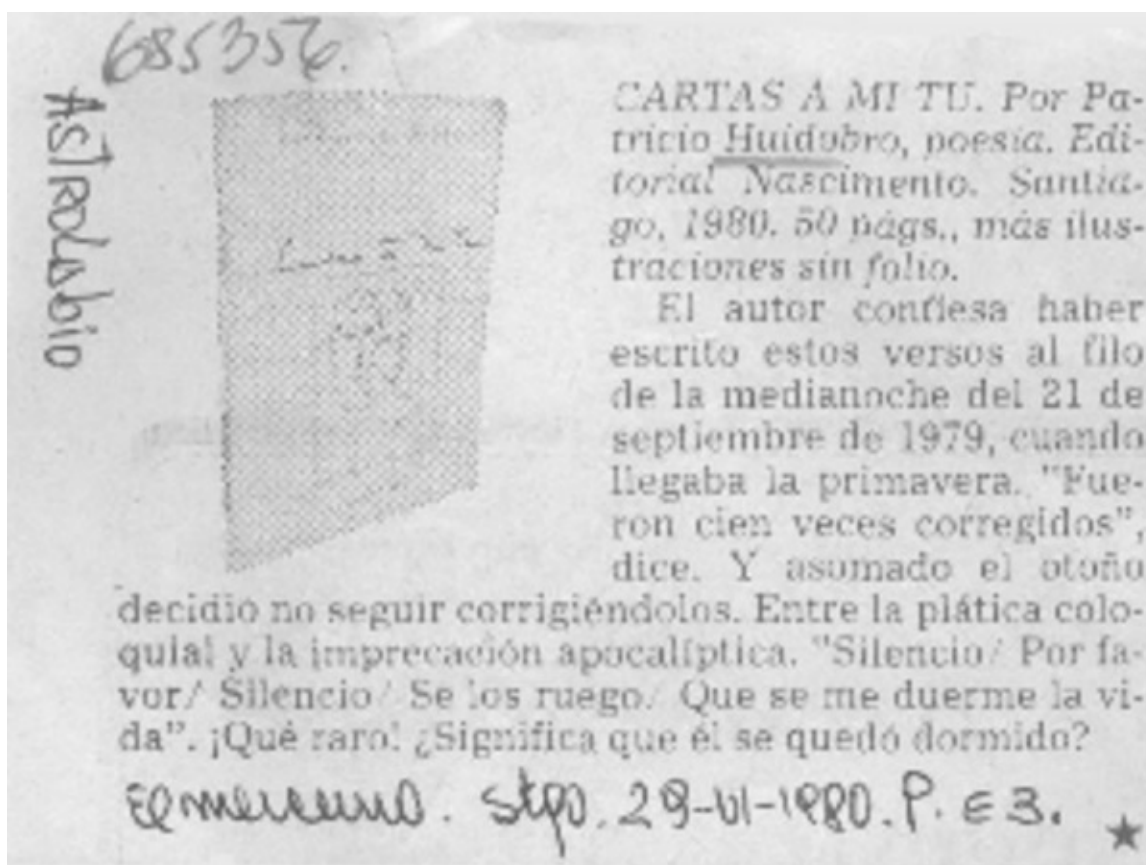 685356.
ASTROLABIO
CARTAS A MI TU. Por Pa-
tricio Huidobro, poesía. Edi-
torial Nascimento. Santia-
go, 1980. 50 págs., más ilus-
traciones sin folio.
El autor confiesa haber
escrito estos versos al filo
de la medianoche del 21 de
septiembre de 1979, cuando
llegaba la primavera. "Fue-
ron cien veces corregidos",
dice. Y asumado el otoño
decidió no seguir corrigiéndolos. Entre la plática colo-
quial y la imprecación apocalíptica. "Silencio/ Por fa-
vor/ Silencio/ Se los ruego/ Que se me duerme la vi-
da". ¡Qué raro! ¿Significa que él se quedó dormido?
El mercurio. stgo. 29-VI-1980. P. E 3.